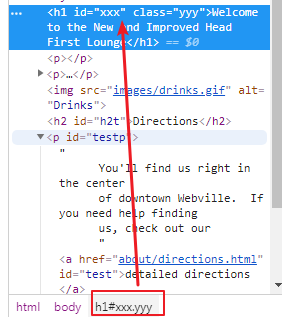 ··· <h1 id="xxx" class="yyy">Welcome
to the New and Improved Head
First Lounge</h1> == $0
<p></p>
▶<p>…</p>
<img src="images/drinks.gif" alt=
"Drinks">
<h2 id="h2t">Directions</h2>
▼<p id="testp">
"
You'll find us right in
the center
of downtown Webville.  If
you need help finding
us, check out our
"
<a href="about/directions.html"
id="test">detailed directions
</a>
html body h1#xxx.yyy